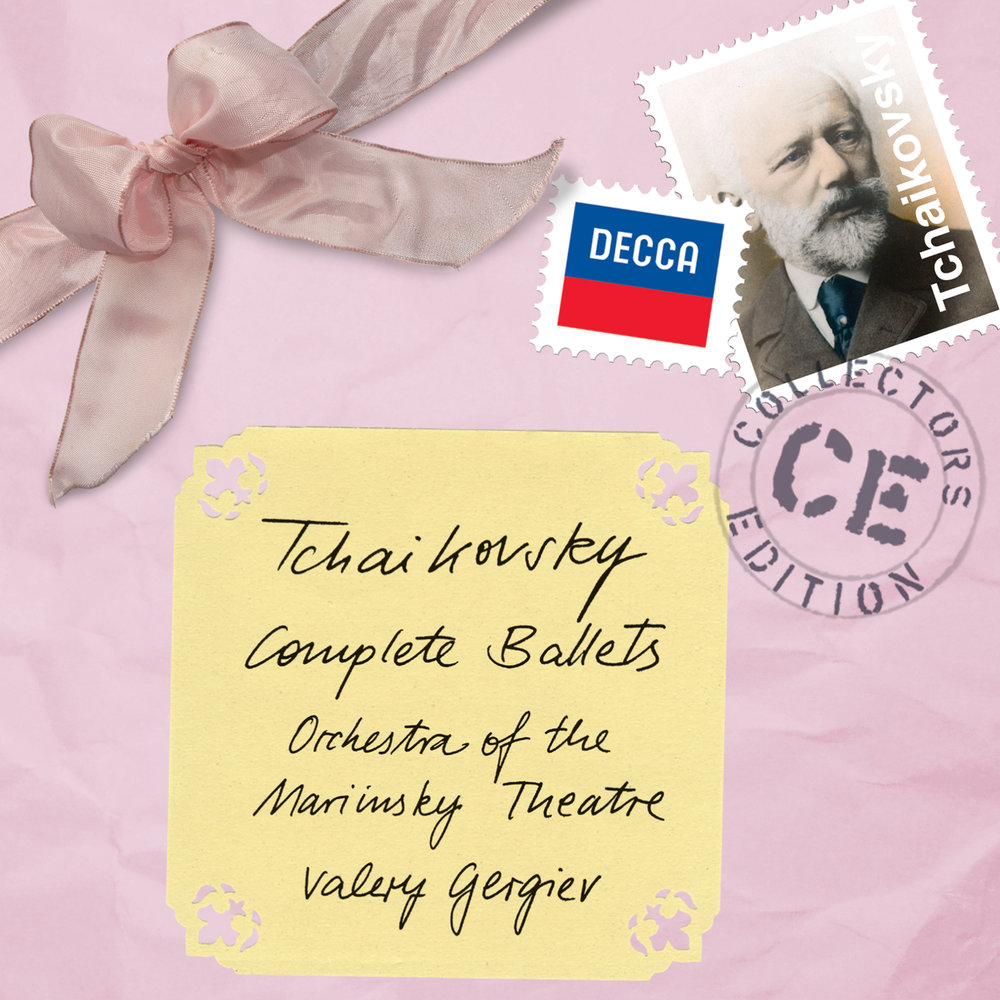 Tchaikovsky
DECCA
COLLECTORS
CE
EDITION
Tchaikovsky
Complete Ballets
Orchestra of the
Mariinsky Theatre
Valery Gergiev